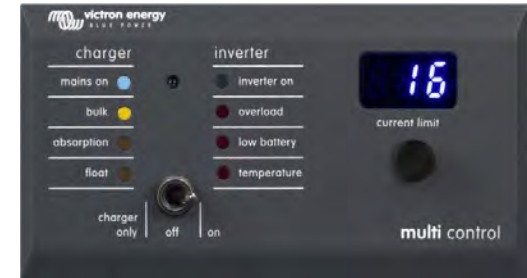 victron energy
BLUE POWER
charger
mains on
bulk
absorption
float
inverter
inverter on
overload
low battery
temperature
charger only
off
on
16
current limit
multi control